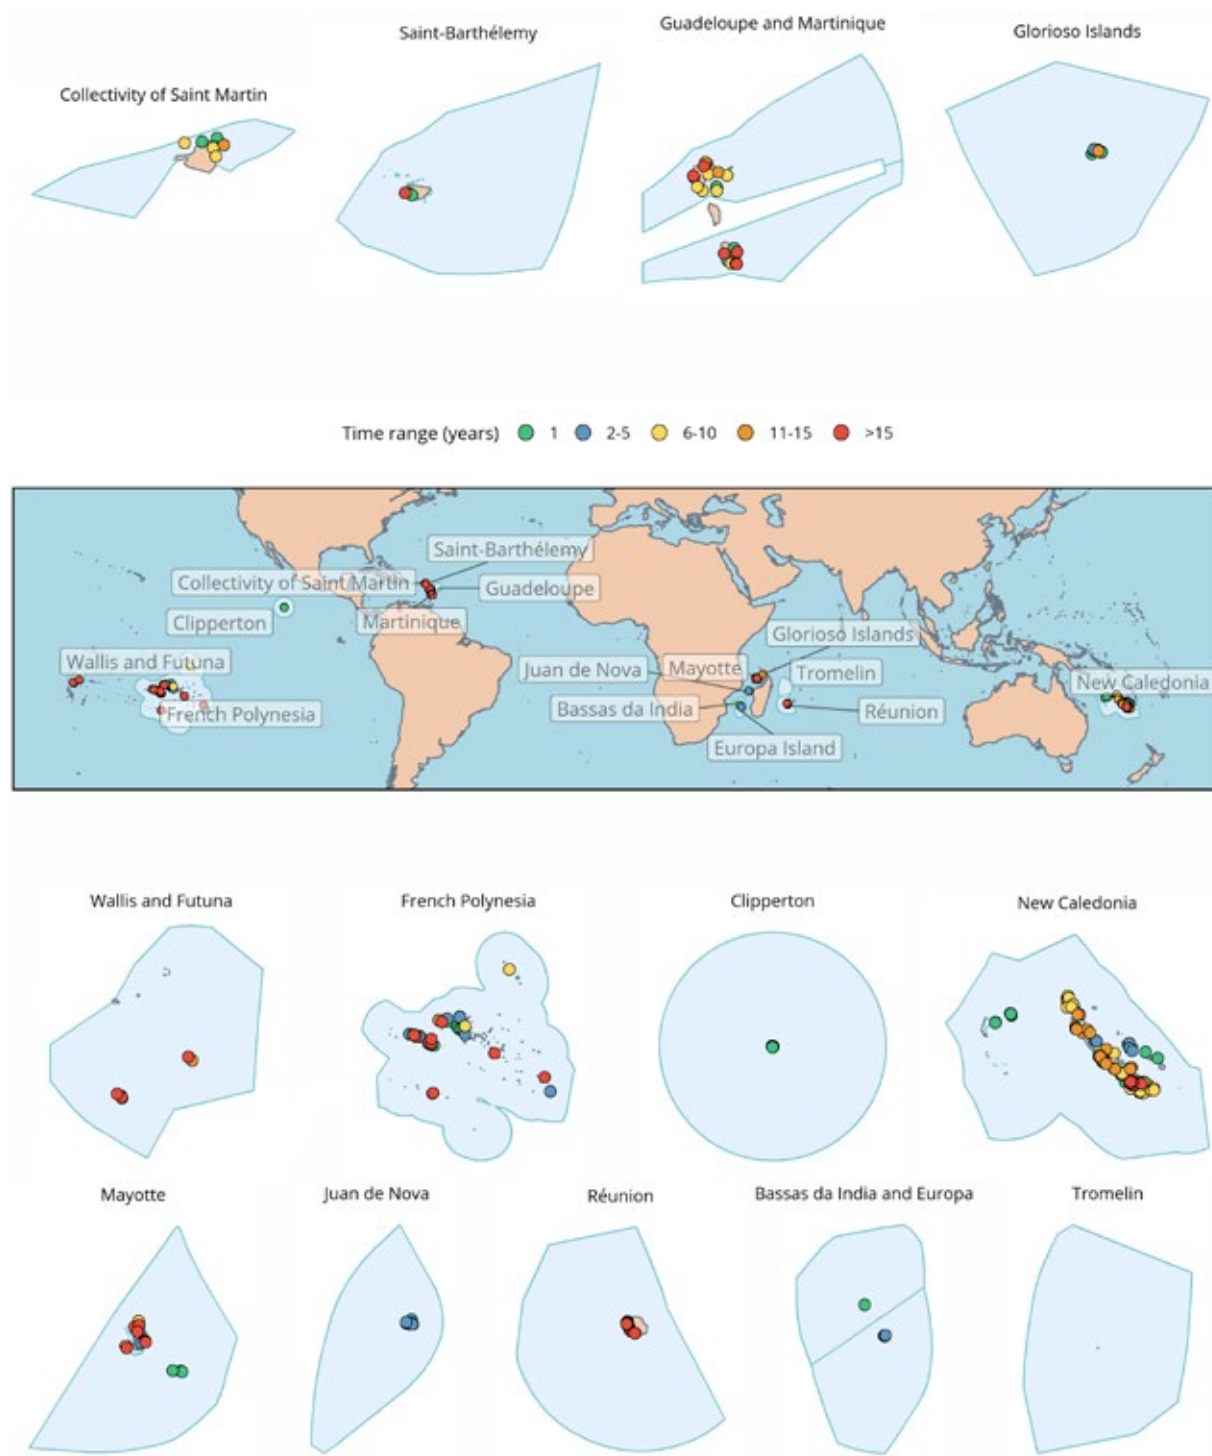 Saint-Barthélemy
Guadeloupe and Martinique
Glorioso Islands
Collectivity of Saint Martin
Time range (years) 1 2-5 6-10 11-15 >15
Saint-Barthélemy
Collectivity of Saint Martin
Guadeloupe
Clipperton
Martinique
Glorioso Islands
Wallis and Futuna
Juan de Nova
Mayotte
Tromelin
New Caledonia
French Polynesia
Bassas da India
Réunion
Europa Island
Wallis and Futuna
French Polynesia
Clipperton
New Caledonia
Mayotte
Juan de Nova
Réunion
Bassas da India and Europa
Tromelin